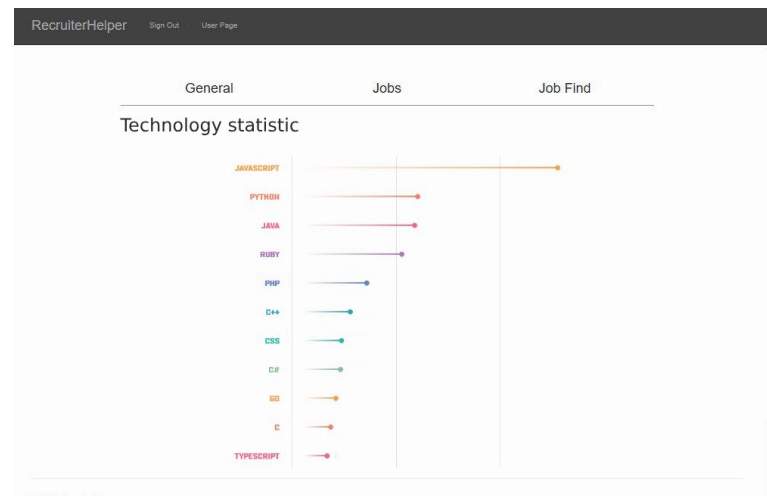 RecruiterHelper Sign Out User Page
General Jobs Job Find
Technology statistic
JAVASCRIPT
PYTHON
JAVA
RUBY
PHP
C++
CSS
C#
GO
C
TYPESCRIPT